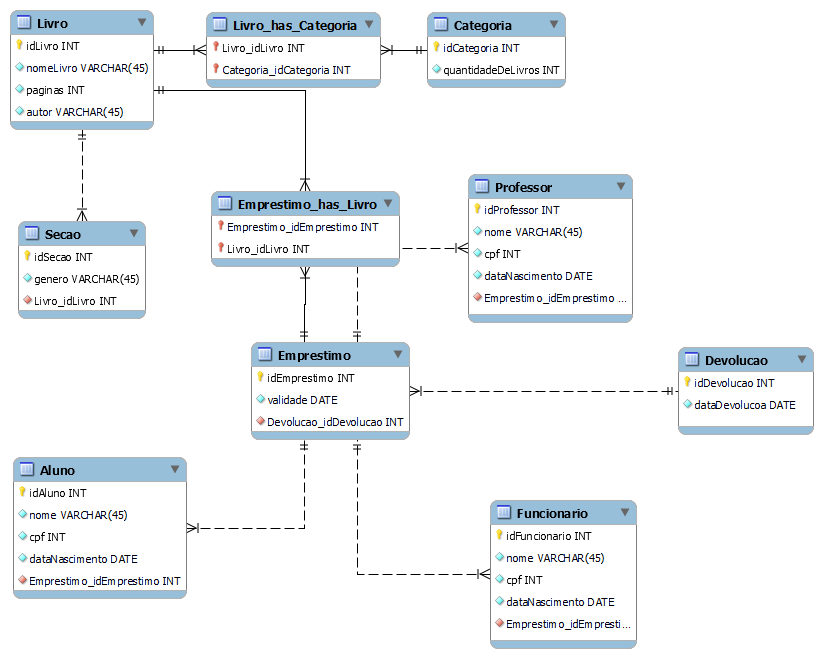 Livro
idLivro INT
nomeLivro VARCHAR(45)
paginas INT
autor VARCHAR(45)
Livro_has_Categoria
Livro_idLivro INT
Categoria_idCategoria INT
Categoria
idCategoria INT
quantidadeDeLivros INT
Secao
idSecao INT
genero VARCHAR(45)
Livro_idLivro INT
Emprestimo_has_Livro
Emprestimo_idEmprestimo INT
Livro_idLivro INT
Professor
idProfessor INT
nome VARCHAR(45)
cpf INT
dataNascimento DATE
Emprestimo_idEmprestimo ...
Emprestimo
idEmprestimo INT
validade DATE
Devolucao_idDevolucao INT
Devolucao
idDevolucao INT
dataDevolucoa DATE
Aluno
idAluno INT
nome VARCHAR(45)
cpf INT
dataNascimento DATE
Emprestimo_idEmprestimo INT
Funcionario
idFuncionario INT
nome VARCHAR(45)
cpf INT
dataNascimento DATE
Emprestimo_idEmpresti...